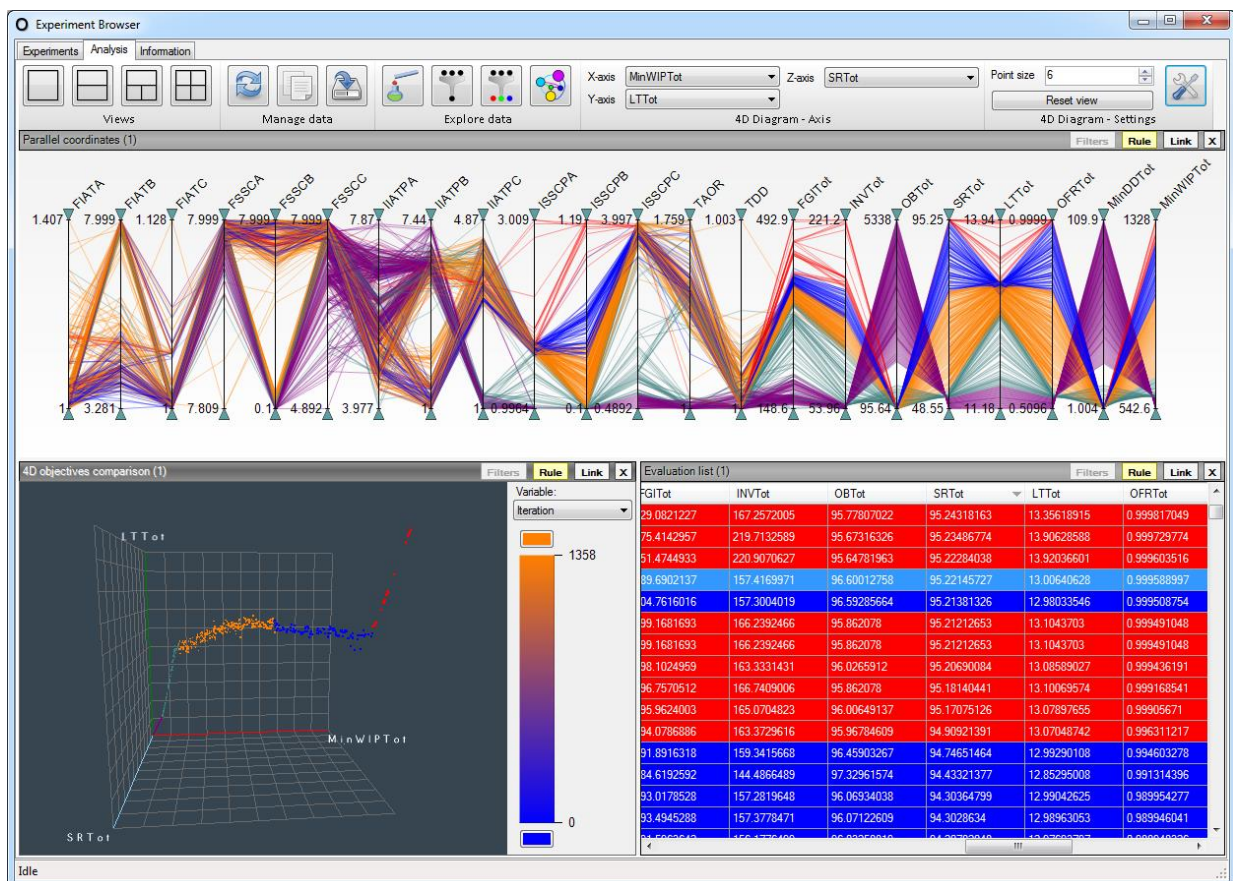 Experiment Browser
Experiments Analysis Information
X-axis MinWIPTot Z-axis SRTot Point size 6
Y-axis LTTot Reset view
Views Manage data Explore data 4D Diagram - Axis 4D Diagram - Settings
Parallel coordinates (1) Filters Rule Link X
FIATA FIATB FIATC FSSCA FSSCB FSSCC IIATPA IIATPB IIATPC ISSCPA ISSCPB ISSCPC TAOR TDD FGITot INVTot OBTot SRTot LTTot OFRTot MinDDTot MinWIPTot
1.407 7.999 1.128 7.999 7.999 7.999 7.87 7.44 4.87 3.009 1.19 3.997 1.759 1.003 492.9 221.2 5338 95.25 13.94 0.9999 109.9 1328
1 3.281 1 7.809 0.1 4.892 3.977 1 1 0.9964 0.1 0.4892 1 1 148.6 53.96 95.64 48.55 11.18 0.5096 1.004 542.6
4D objectives comparison (1) Filters Rule Link X
Variable:
Iteration
1358
0
LTTot
MinWIPTot
SRTot
Evaluation list (1) Filters Rule Link X
FGITot INVTot OBTot SRTot LTTot OFRTot
29.0821227 167.2572005 95.77807022 95.24318163 13.35618915 0.999817049
75.4142957 219.7132589 95.67316326 95.23486774 13.90628588 0.999729774
51.4744933 220.9070627 95.64781963 95.22284038 13.92036601 0.999603516
89.6902137 157.4169971 96.60012758 95.22145727 13.00640628 0.999588997
04.7616016 157.3004019 96.59285664 95.21381326 12.98033546 0.999508754
99.1681693 166.2392466 95.862078 95.21212653 13.1043703 0.999491048
99.1681693 166.2392466 95.862078 95.21212653 13.1043703 0.999491048
98.1024959 163.3331431 96.0265912 95.20690084 13.08589027 0.999436191
96.7570512 166.7409006 95.862078 95.18140441 13.10069574 0.999168541
95.9624003 165.0704823 96.00649137 95.17075126 13.07897655 0.99905671
94.0786886 163.3729616 95.96784609 94.90921391 13.07048742 0.996311217
91.8916318 159.3415668 96.45903267 94.74651464 12.99290108 0.994603278
84.6192592 144.4866489 97.32961574 94.43321377 12.85295008 0.991314396
93.0178528 157.2819648 96.06934038 94.30364799 12.99042625 0.989954277
93.4945288 157.3778471 96.07122609 94.3028634 12.98963053 0.989946041
Idle